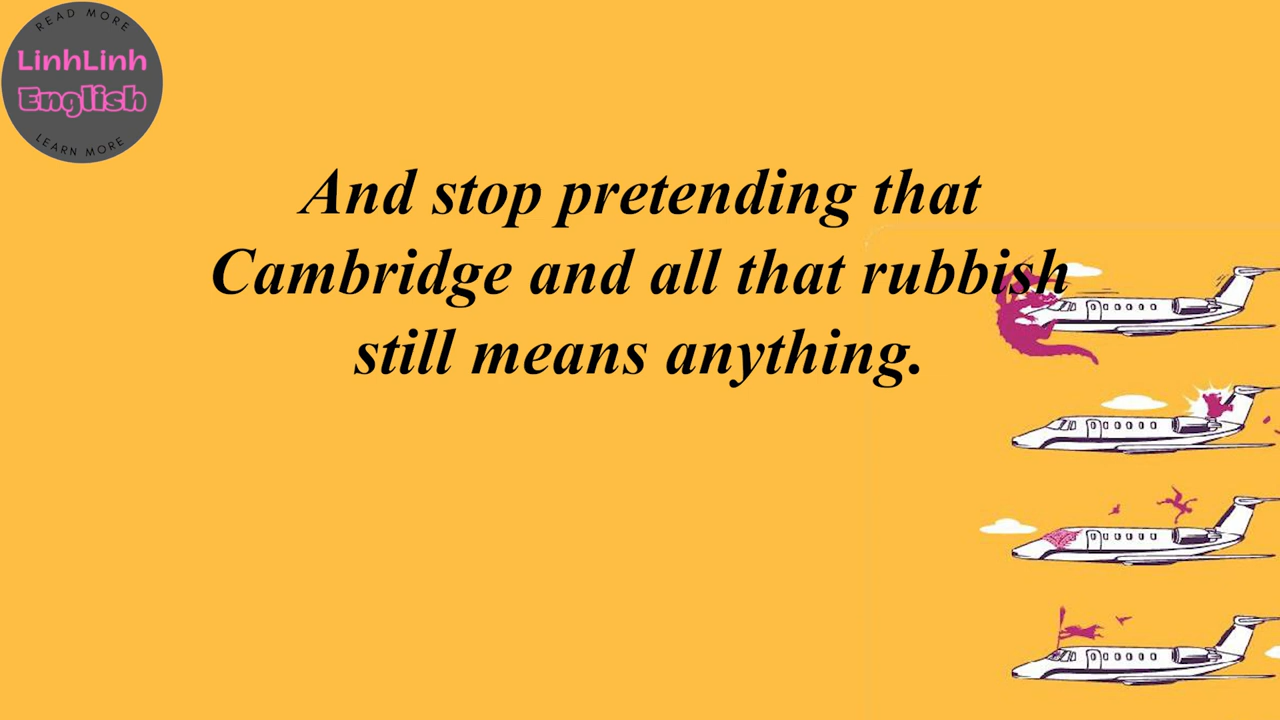 READ MORE
LinhLinh
English
LEARN MORE
And stop pretending that
Cambridge and all that rubbish
still means anything.